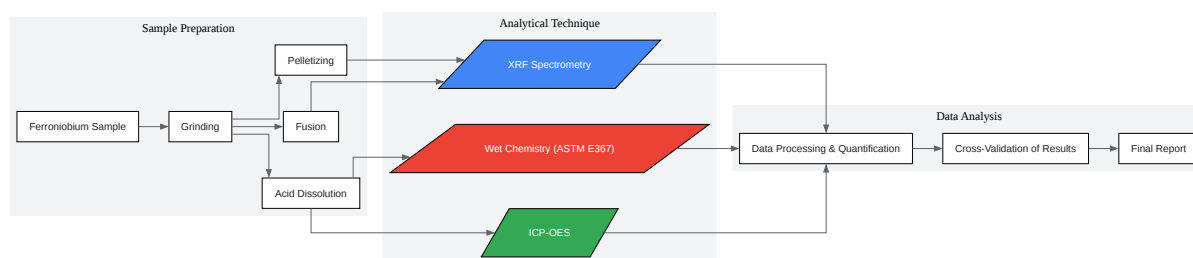 Sample Preparation
Analytical Technique
Pelletizing
XRF Spectrometry
Ferroniobium Sample
Grinding
Fusion
Data Analysis
Wet Chemistry (ASTM E367)
Data Processing & Quantification
Cross-Validation of Results
Final Report
Acid Dissolution
ICP-OES